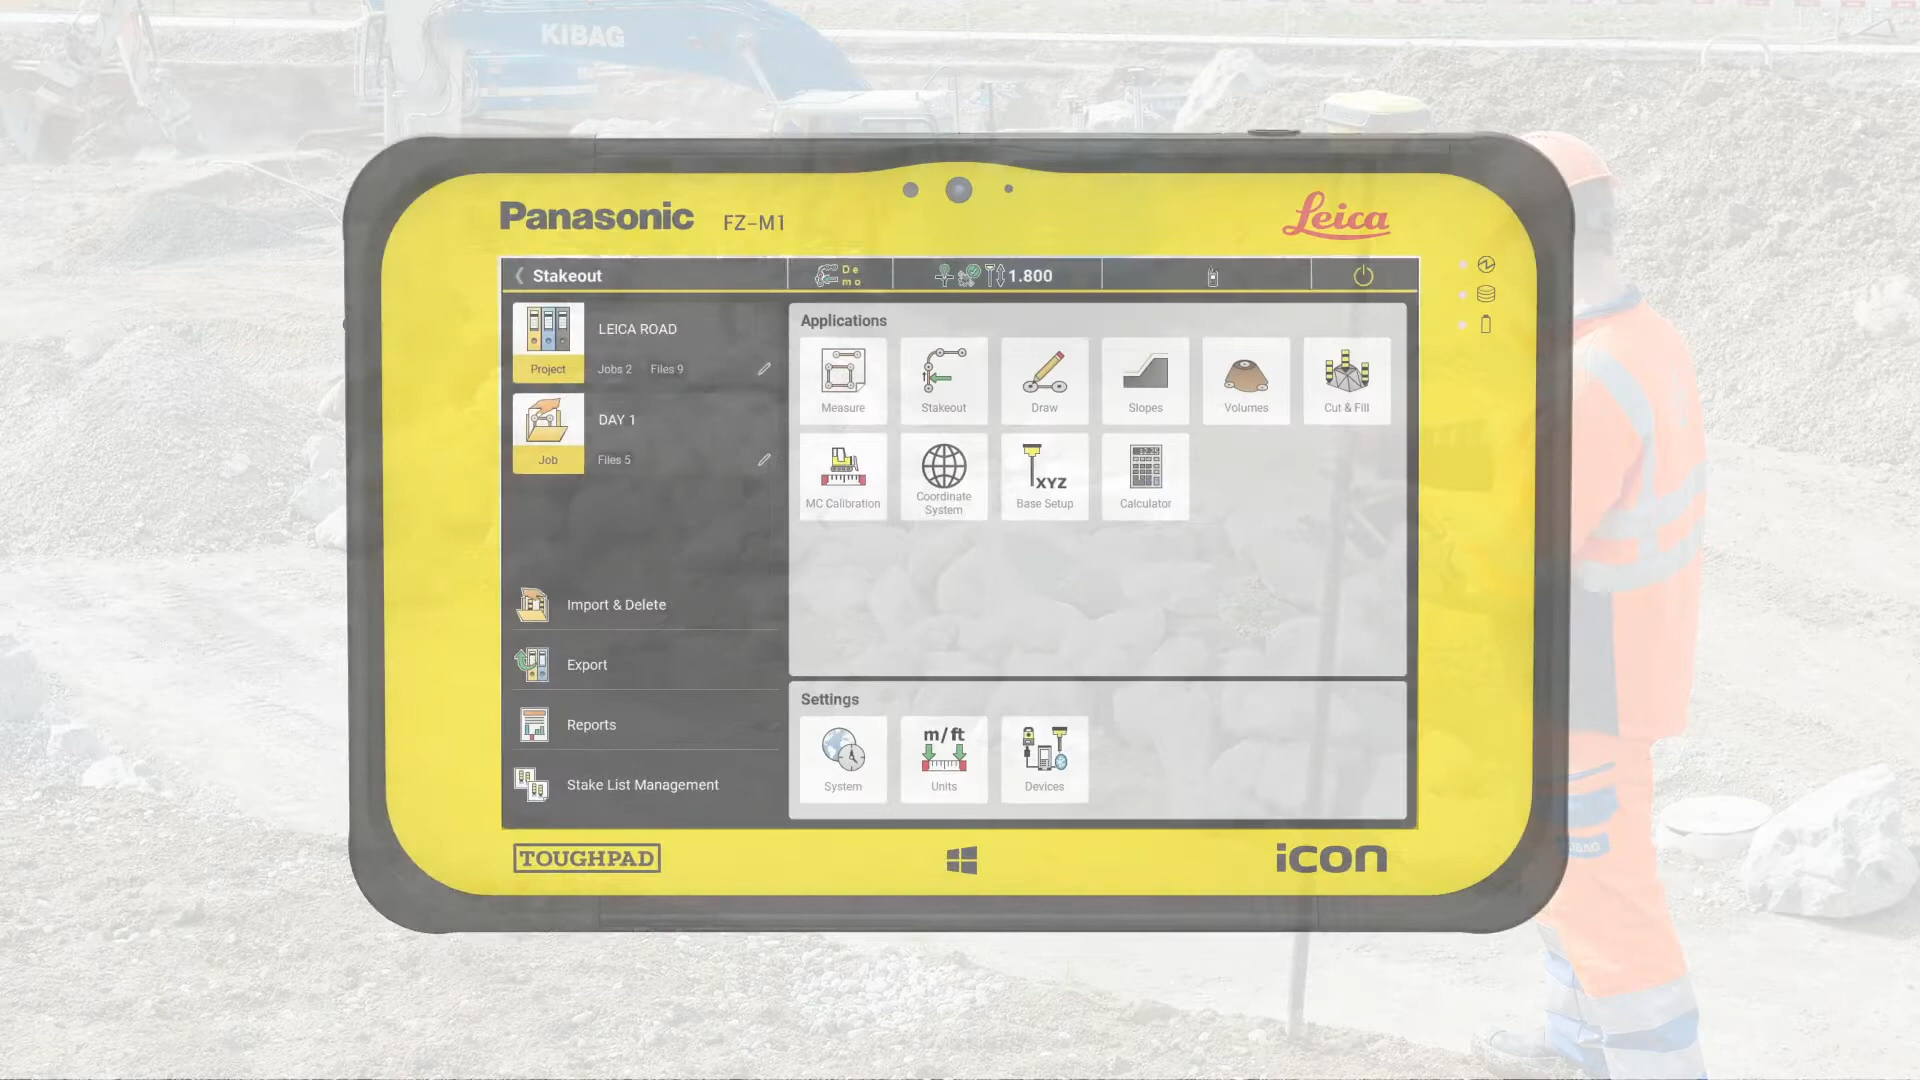 KIBAG
Panasonic FZ-M1
Leica
Stakeout
De
mo
1.800
LEICA ROAD
Project
Jobs 2 Files 9
DAY 1
Job
Files 5
Import & Delete
Export
Reports
Stake List Management
Applications
Measure
Stakeout
Draw
Slopes
Volumes
Cut & Fill
MC Calibration
Coordinate
System
XYZ
Base Setup
Calculator
Settings
System
m/ft
Units
Devices
TOUGHPAD
icon